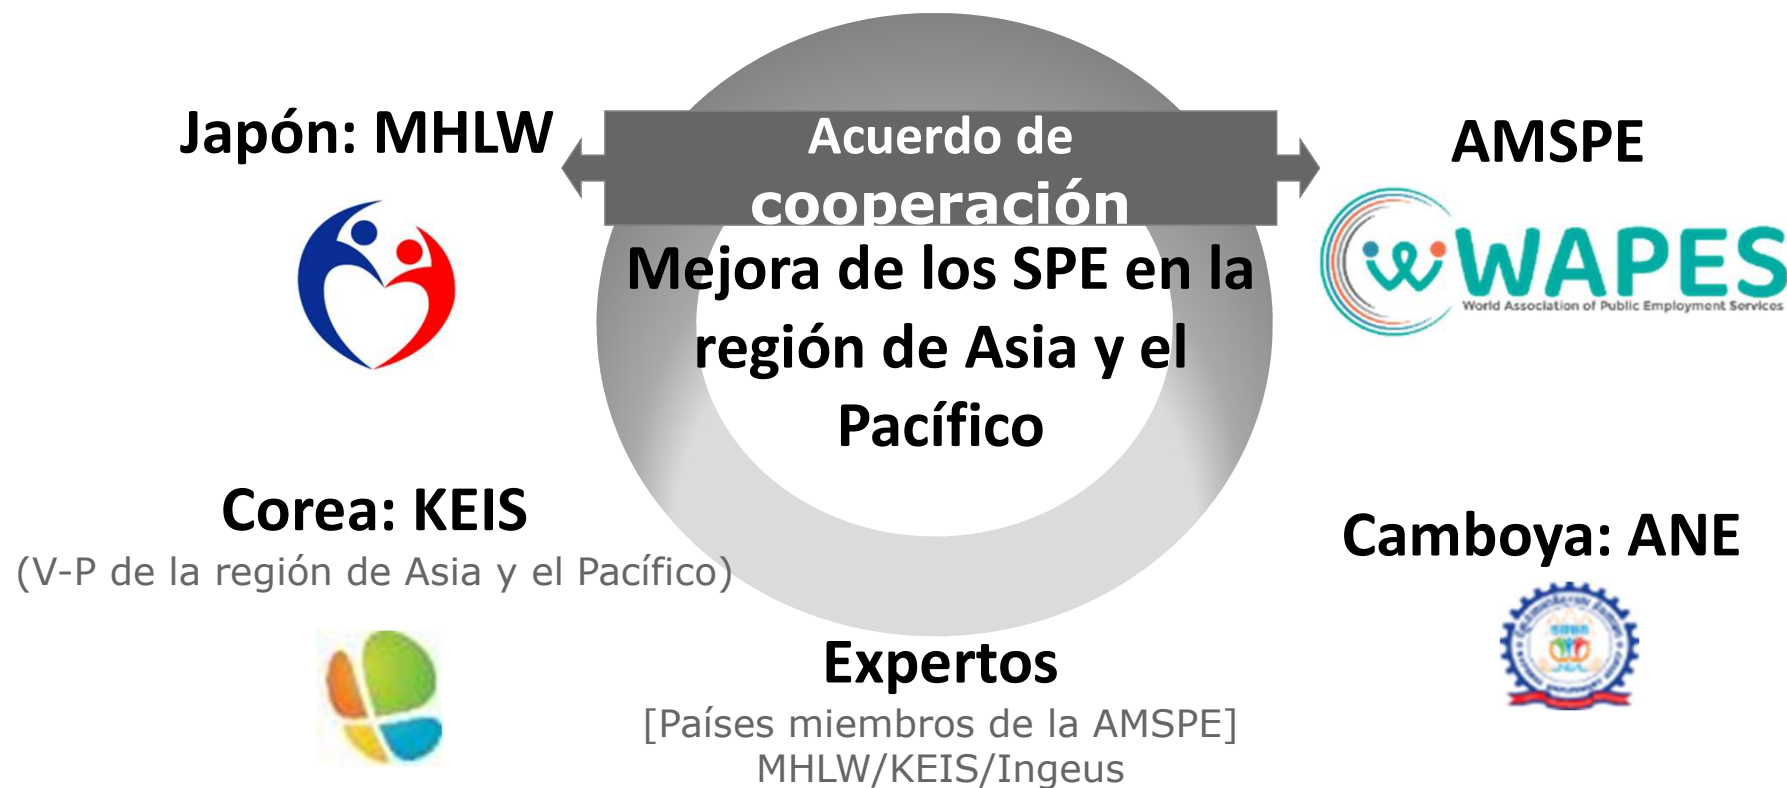 Japón: MHLW
Acuerdo de
cooperación
AMSPE
WAPES
World Association of Public Employment Services
Mejora de los SPE en la
región de Asia y el
Pacífico
Corea: KEIS
(V-P de la región de Asia y el Pacífico)
Camboya: ANE
Expertos
[Países miembros de la AMSPE]
MHLW/KEIS/Ingeus